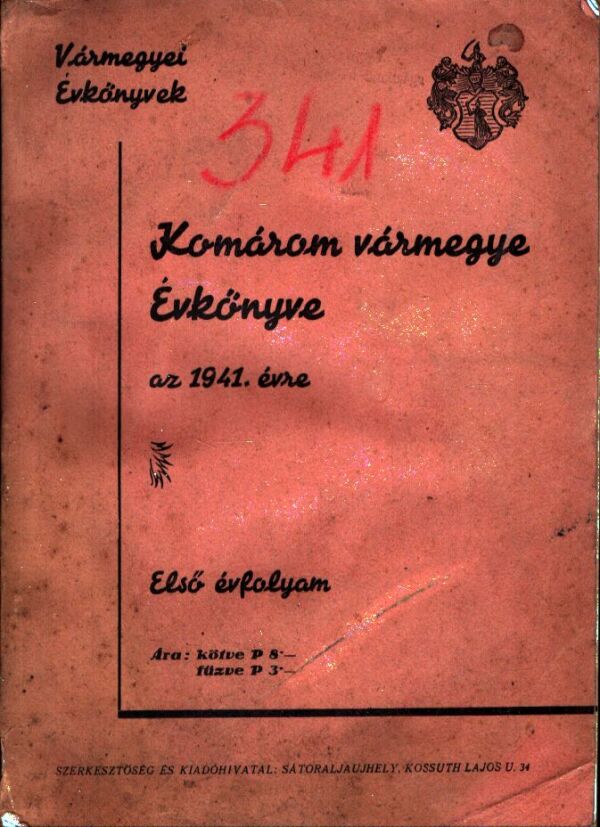 Vármegyei
Évkönyvek
341
Komárom vármegye
Évkőnyve
az 1941. évre
Első évfolyam
Ára: kötve P 8·—
fűzve P 3·—
SZERKESZTŐSÉG ÉS KIADÓHIVATAL: SÁTORALJAUJHELY, KOSSUTH LAJOS U. 34